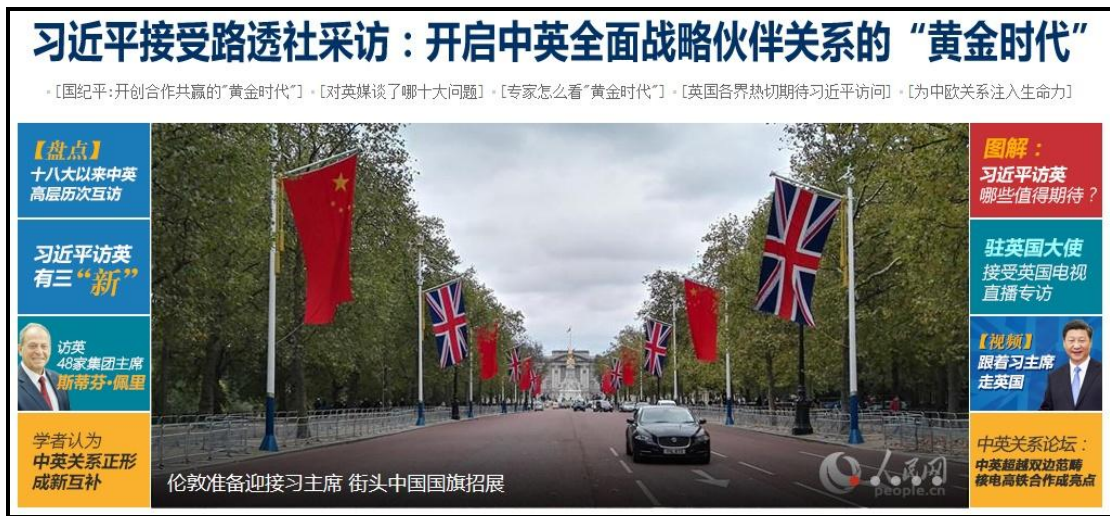 习近平接受路透社采访：开启中英全面战略伙伴关系的“黄金时代”
[国纪平:开创合作共赢的"黄金时代"] [对英媒谈了哪十大问题] [专家怎么看"黄金时代"] [英国各界热切期待习近平访问] [为中欧关系注入生命力]
【盘点】
十八大以来中英
高层历次互访
习近平访英
有三“新”
访英
48家集团主席
斯蒂芬·佩里
学者认为
中英关系正形
成新互补
伦敦准备迎接习主席 街头中国国旗招展
人民网
people.cn
图解：
习近平访英
哪些值得期待？
驻英国大使
接受英国电视
直播专访
【视频】
跟着习主席
走英国
中英关系论坛：
中英超越双边范畴
核电高铁合作成亮点